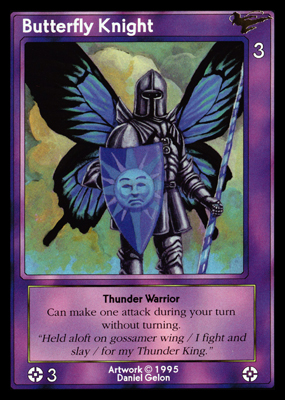 Butterfly Knight
3
Thunder Warrior
Can make one attack during your turn
without turning.
"Held aloft on gossamer wing / I fight and
slay / for my Thunder King."
3
Artwork © 1995
Daniel Gelon